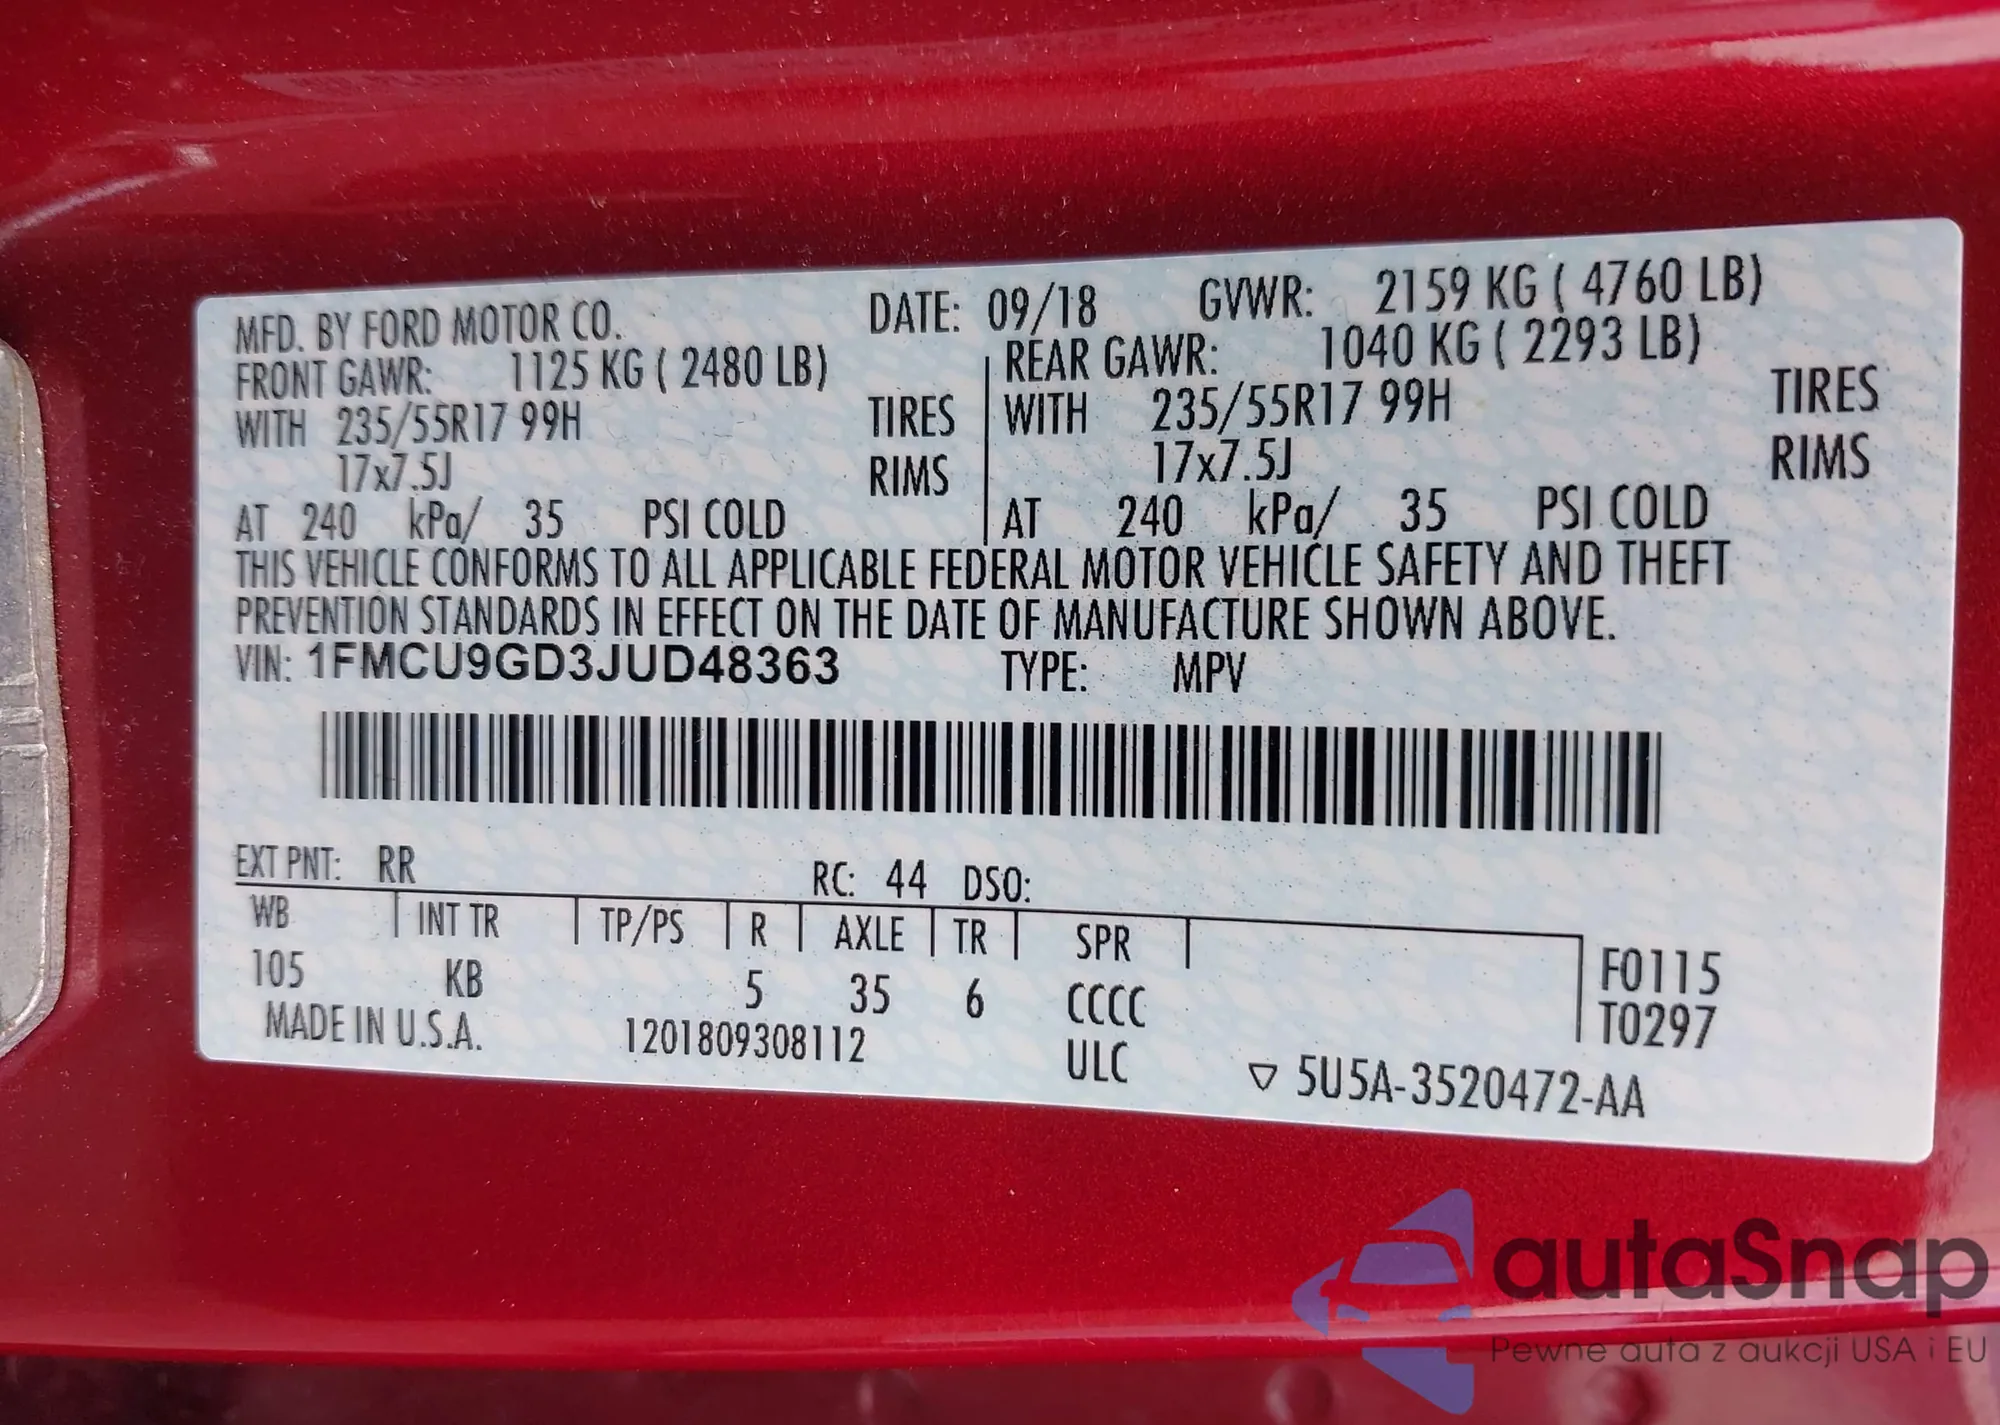 MFD. BY FORD MOTOR CO. DATE: 09/18 GVWR: 2159 KG ( 4760 LB)
FRONT GAWR: 1125 KG ( 2480 LB) REAR GAWR: 1040 KG ( 2293 LB)
WITH 235/55R17 99H TIRES WITH 235/55R17 99H TIRES
17x7.5J RIMS 17x7.5J RIMS
AT 240 kPa/ 35 PSI COLD AT 240 kPa/ 35 PSI COLD
THIS VEHICLE CONFORMS TO ALL APPLICABLE FEDERAL MOTOR VEHICLE SAFETY AND THEFT
PREVENTION STANDARDS IN EFFECT ON THE DATE OF MANUFACTURE SHOWN ABOVE.
VIN: 1FMCU9GD3JUD48363 TYPE: MPV
EXT PNT: RR RC: 44 DSO:
WB INT TR TP/PS R AXLE TR SPR F0115
105 KB 5 35 6 CCCC T0297
MADE IN U.S.A. 1201809308112 ULC ▽ 5U5A-3520472-AA
autaSnap
Pewne auta z aukcji USA i EU